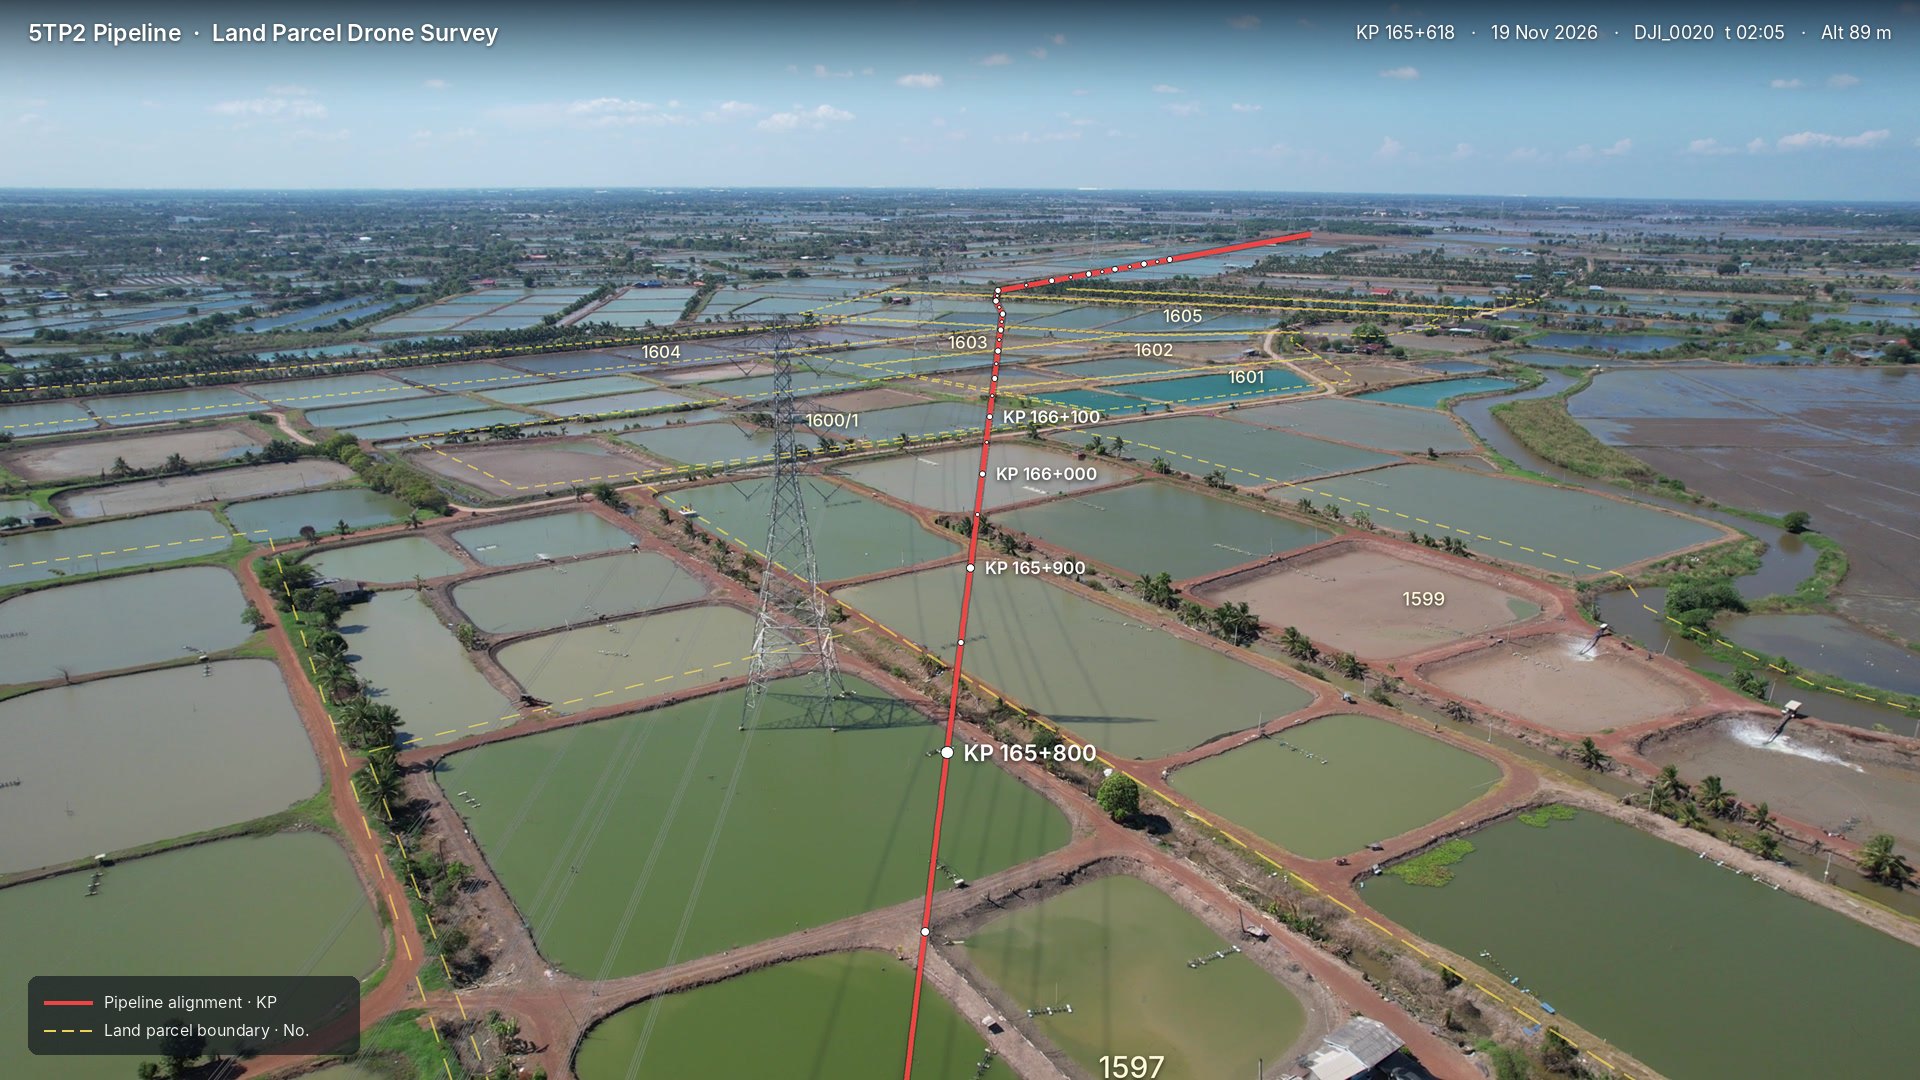 5TP2 Pipeline · Land Parcel Drone Survey
KP 165+618 · 19 Nov 2026 · DJI_0020 t 02:05 · Alt 89 m
1605
1603
1604
1602
1601
1600/1
KP 166+100
KP 166+000
KP 165+900
1599
KP 165+800
Pipeline alignment · KP
Land parcel boundary · No.
1597